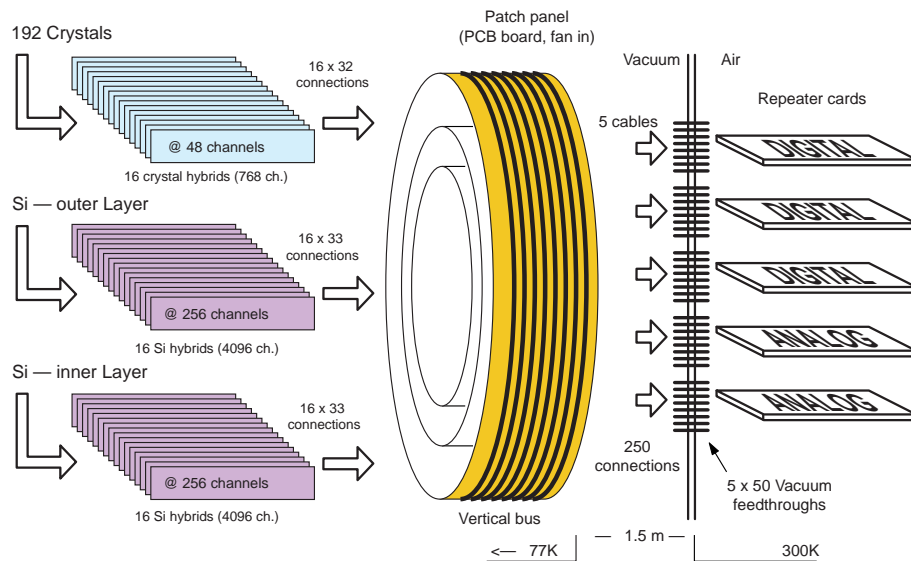 192 Crystals
16 x 32
connections
@ 48 channels
16 crystal hybrids (768 ch.)
Si — outer Layer
16 x 33
connections
@ 256 channels
16 Si hybrids (4096 ch.)
Si — inner Layer
16 x 33
connections
@ 256 channels
16 Si hybrids (4096 ch.)
Patch panel
(PCB board, fan in)
Vertical bus
Vacuum
Air
5 cables
Repeater cards
DIGITAL
DIGITAL
DIGITAL
ANALOG
ANALOG
250
connections
5 x 50 Vacuum
feedthroughs
— 1.5 m —
<— 77K
300K